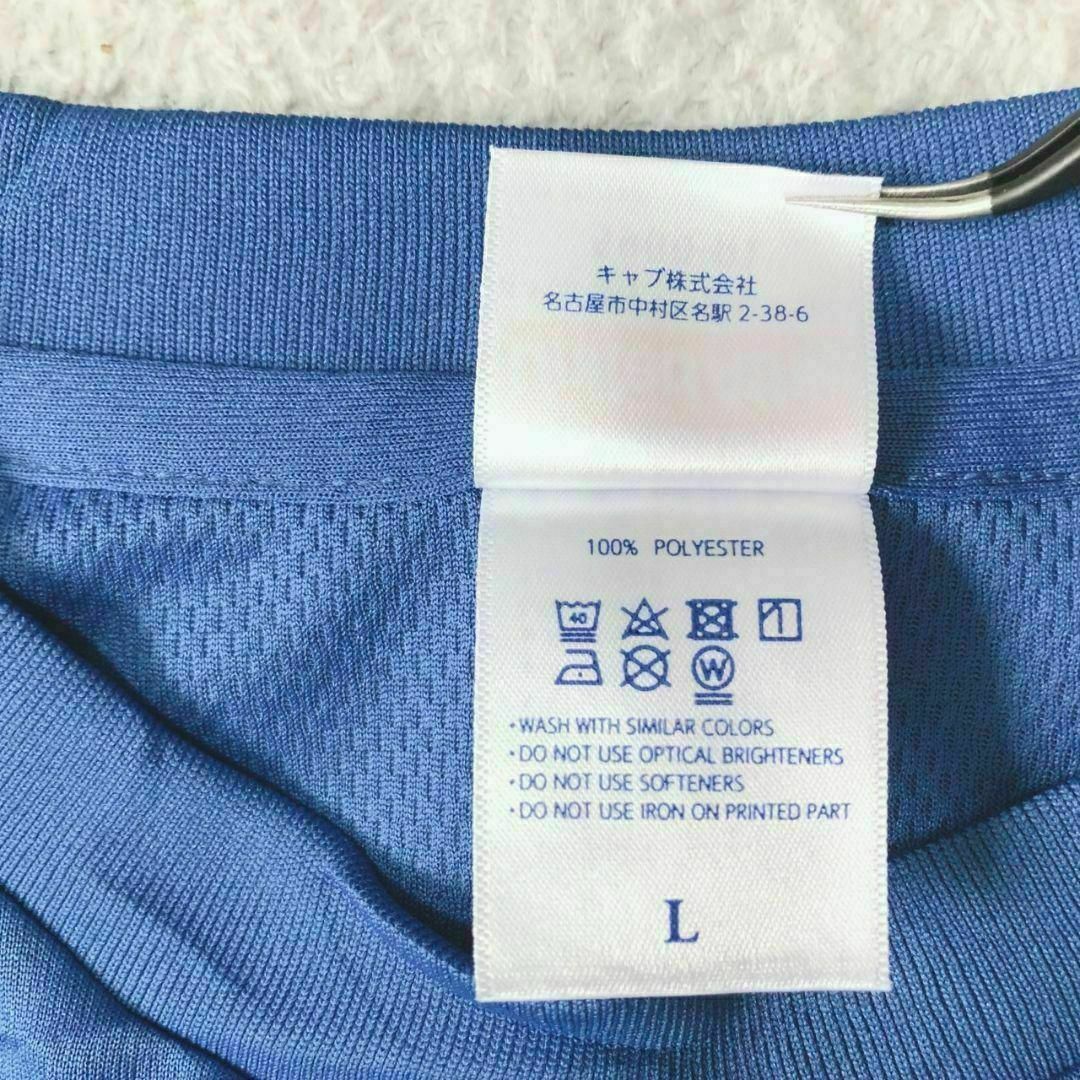 キャブ株式会社
名古屋市中村区名駅 2-38-6
100% POLYESTER
40
W
・WASH WITH SIMILAR COLORS
・DO NOT USE OPTICAL BRIGHTENERS
・DO NOT USE SOFTENERS
・DO NOT USE IRON ON PRINTED PART
L